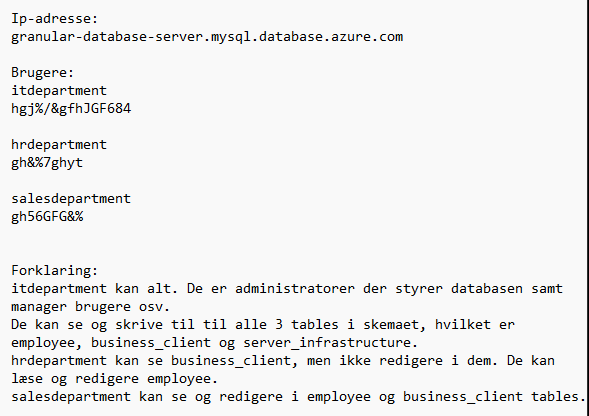 Ip-adresse:
granular-database-server.mysql.database.azure.com
Brugere:
itdepartment
hgj%/&gfhJGF684
hrdepartment
gh&%7ghyt
salesdepartment
gh56GFG&%
Forklaring:
itdepartment kan alt. De er administratorer der styrer databasen samt
manager brugere osv.
De kan se og skrive til til alle 3 tables i skemaet, hvilket er
employee, business_client og server_infrastructure.
hrdepartment kan se business_client, men ikke redigere i dem. De kan
læse og redigere employee.
salesdepartment kan se og redigere i employee og business_client tables.